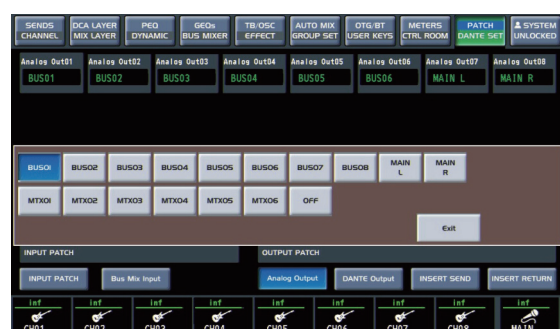 SENDS DCA LAYER PEQ GEQs TB/OSC AUTO MIX OTG/BT METERS PATCH SYSTEM
CHANNEL MIX LAYER DYNAMIC BUS MIXER EFFECT GROUP SET USER KEYS CTRL ROOM DANTE SET UNLOCKED
Analog Out01 Analog Out02 Analog Out03 Analog Out04 Analog Out05 Analog Out06 Analog Out07 Analog Out08
BUS01 BUS02 BUS03 BUS04 BUS05 BUS06 MAIN L MAIN R
BUS01 BUS02 BUS03 BUS04 BUS05 BUS06 BUS07 BUS08 MAIN L MAIN R
MTX01 MTX02 MTX03 MTX04 MTX05 MTX06 OFF
Exit
INPUT PATCH OUTPUT PATCH
INPUT PATCH Bus Mix Input Analog Output DANTE Output INSERT SEND INSERT RETURN
inf inf inf inf inf inf inf inf inf
CH01 CH02 CH03 CH04 CH05 CH06 CH07 CH08 MAIN